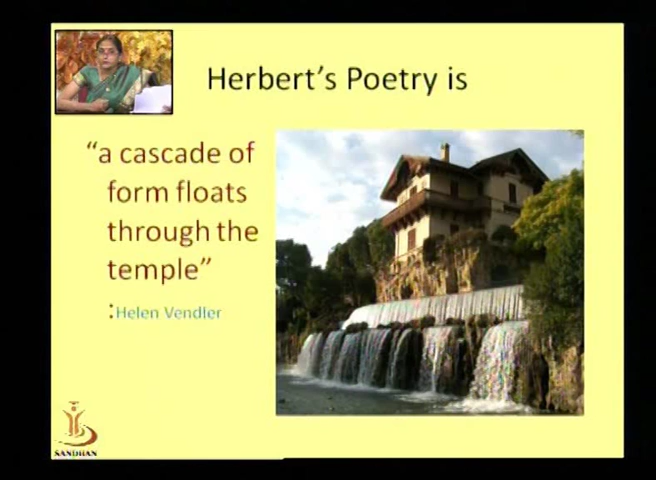 Herbert's Poetry is
“a cascade of
form floats
through the
temple”
:Helen Vendler
SANDHAN